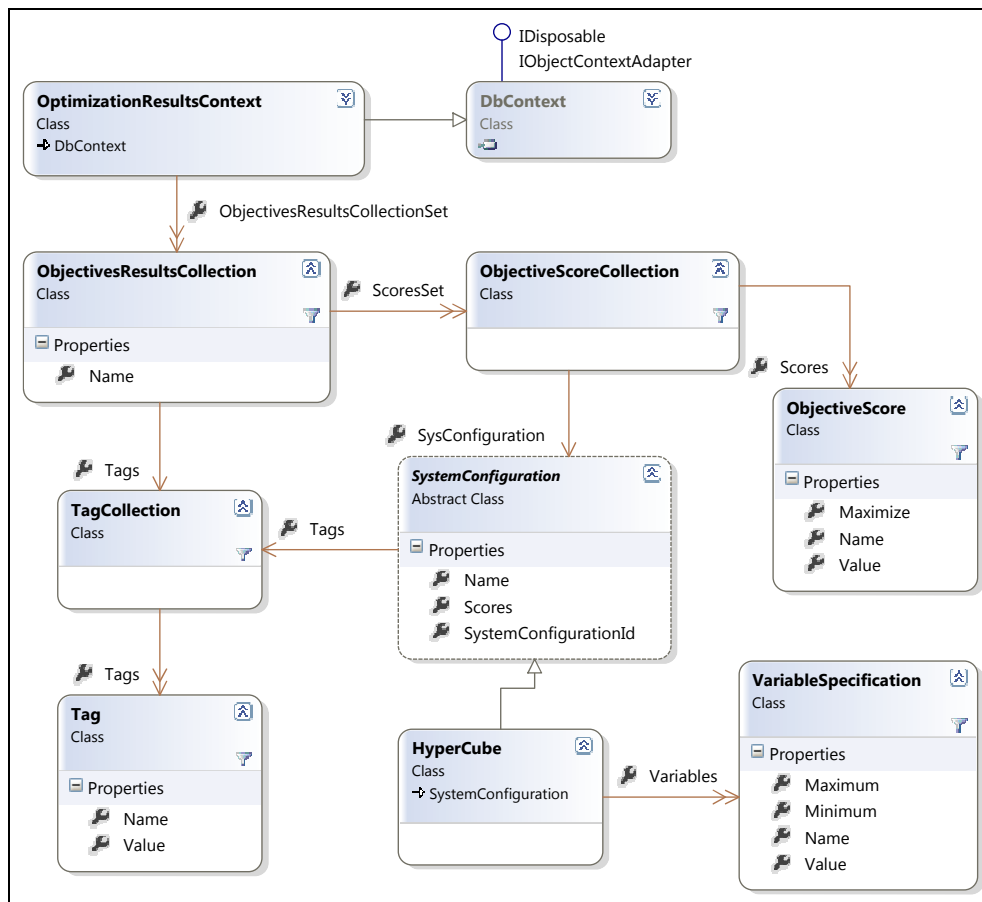 IDisposable
IObjectContextAdapter
OptimizationResultsContext
Class
DbContext
DbContext
Class
ObjectivesResultsCollectionSet
ObjectivesResultsCollection
Class
Properties
Name
ScoresSet
ObjectiveScoreCollection
Class
Scores
ObjectiveScore
Class
Properties
Maximize
Name
Value
SysConfiguration
SystemConfiguration
Abstract Class
Properties
Name
Scores
SystemConfigurationId
Tags
TagCollection
Class
Tags
Tags
Tag
Class
Properties
Name
Value
HyperCube
Class
SystemConfiguration
Variables
VariableSpecification
Class
Properties
Maximum
Minimum
Name
Value